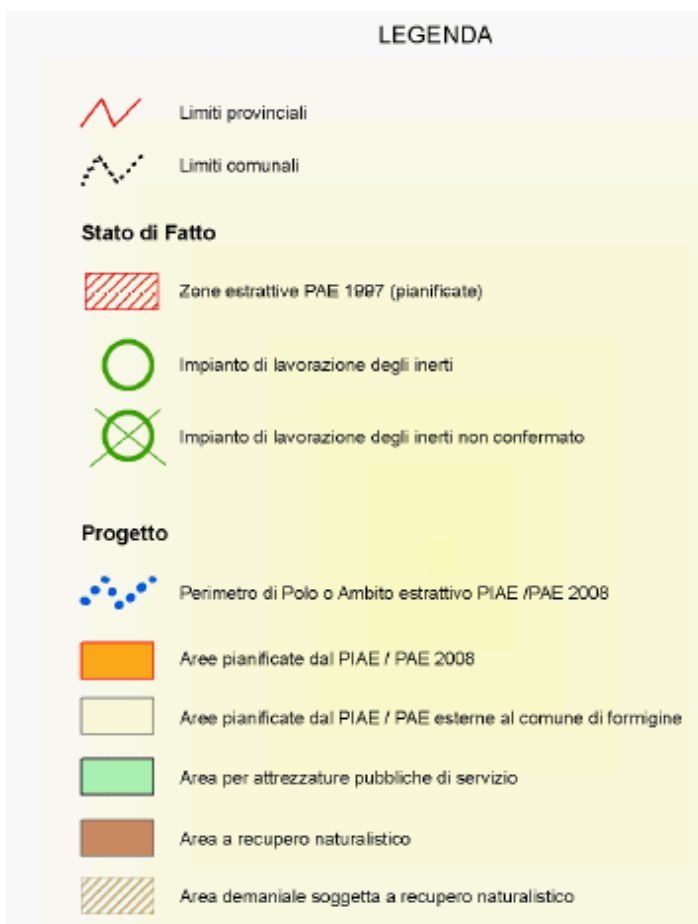 LEGENDA
Limiti provinciali
Limiti comunali
Stato di Fatto
Zone estrattive PAE 1997 (pianificate)
Impianto di lavorazione degli inerti
Impianto di lavorazione degli inerti non confermato
Progetto
Perimetro di Polo o Ambito estrattivo PIAE /PAE 2008
Aree pianificate dal PIAE / PAE 2008
Aree pianificate dal PIAE / PAE esterne al comune di formigine
Area per attrezzature pubbliche di servizio
Area a recupero naturalistico
Area demaniale soggetta a recupero naturalistico